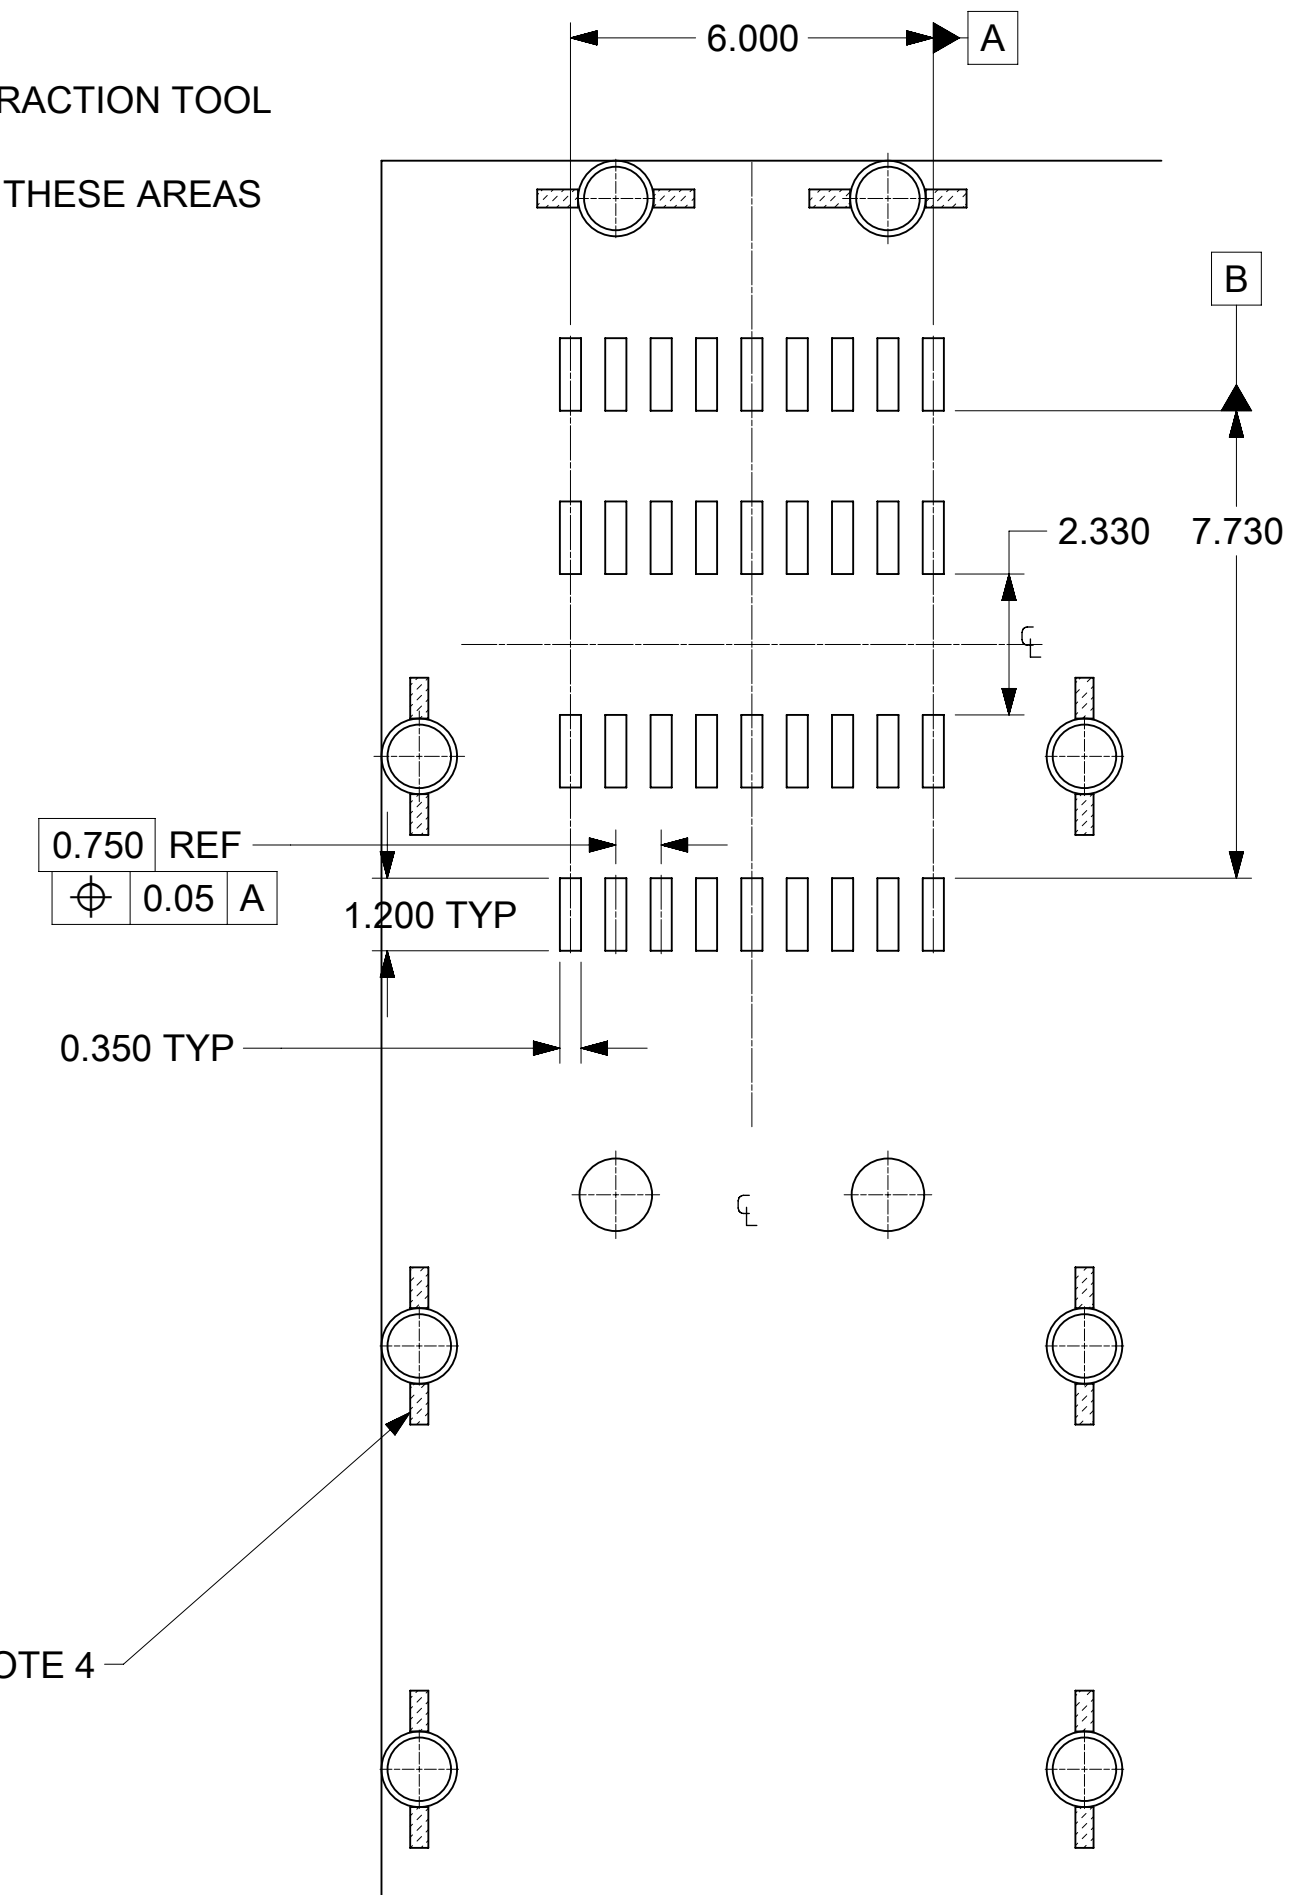 6.000
A
RACTION TOOL
THESE AREAS
B
2.330
7.730
℄
0.750 REF
⌖ 0.05 A
1.200 TYP
0.350 TYP
℄
OTE 4